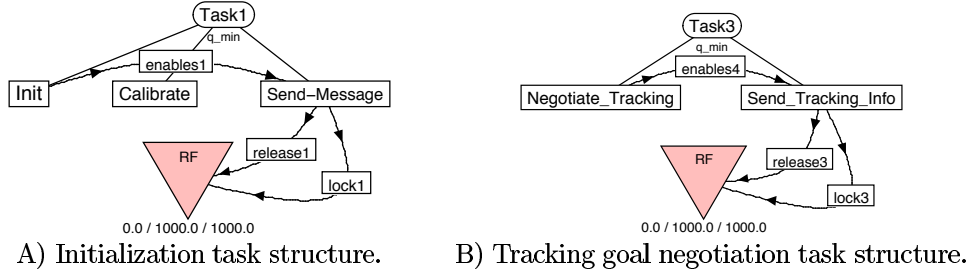 Task1
q_min
enables1
Init
Calibrate
Send-Message
RF
release1
lock1
0.0 / 1000.0 / 1000.0
A) Initialization task structure.
Task3
q_min
enables4
Negotiate_Tracking
Send_Tracking_Info
RF
release3
lock3
0.0 / 1000.0 / 1000.0
B) Tracking goal negotiation task structure.